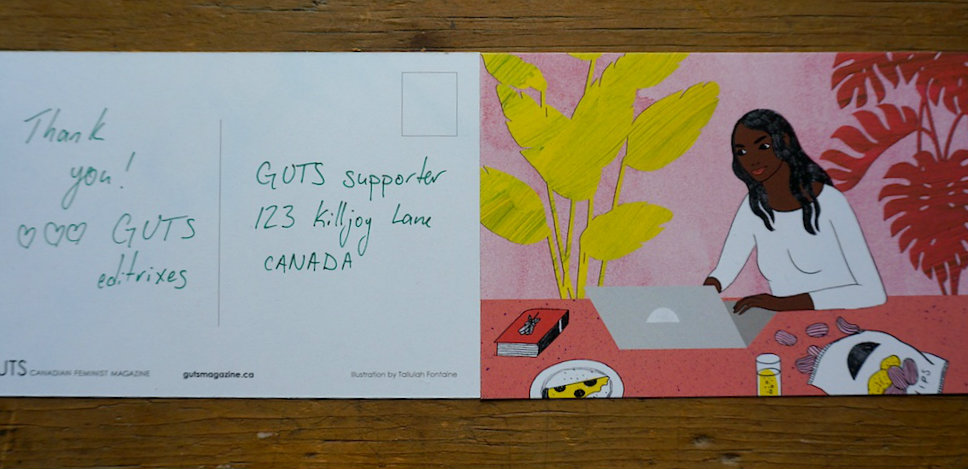 Thank
you!
♡♡♡ GUTS
editrixes
GUTS supporter
123 Killjoy Lane
CANADA
UTS CANADIAN FEMINIST MAGAZINE
gutsmagazine.ca
Illustration by Tallulah Fontaine
IPS